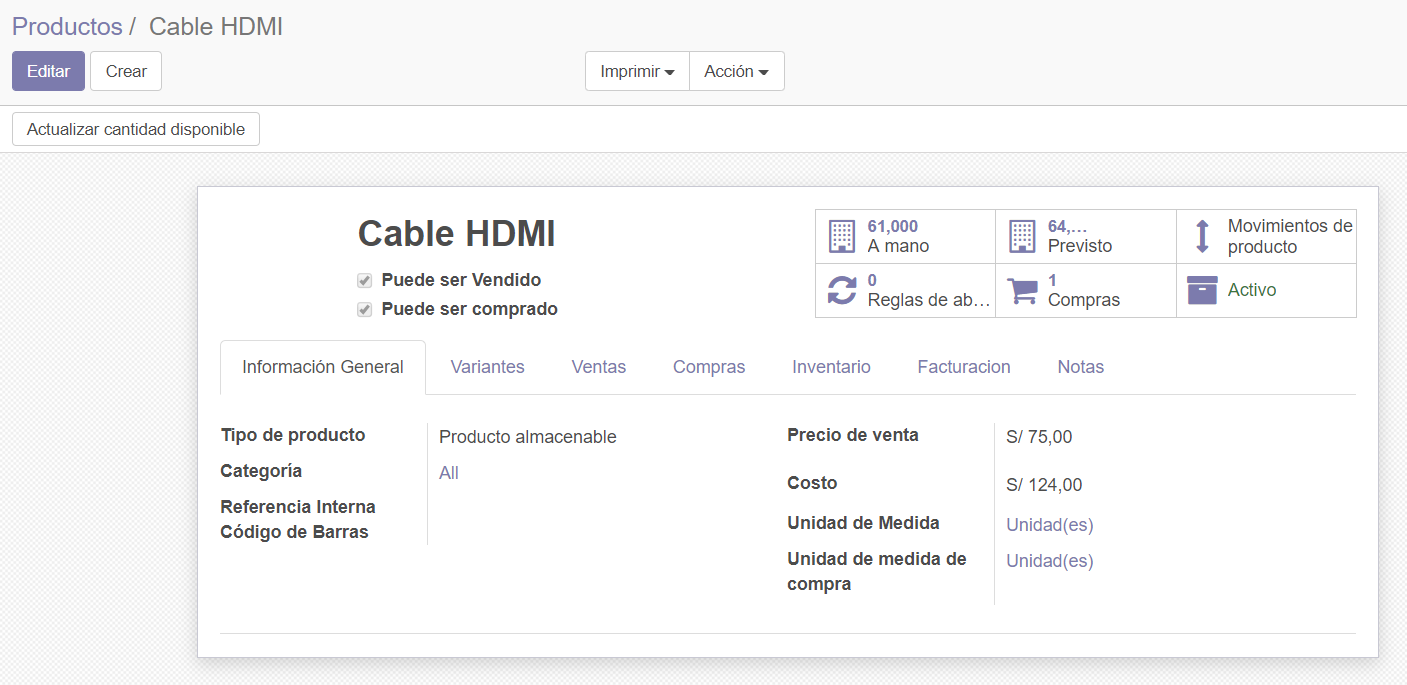 Productos / Cable HDMI
Editar Crear Imprimir Acción
Actualizar cantidad disponible
Cable HDMI
Puede ser Vendido
Puede ser comprado
61,000
A mano
64,...
Previsto
Movimientos de
producto
0
Reglas de ab...
1
Compras
Activo
Información General Variantes Ventas Compras Inventario Facturacion Notas
Tipo de producto Producto almacenable
Categoría All
Referencia Interna
Código de Barras
Precio de venta S/ 75,00
Costo S/ 124,00
Unidad de Medida Unidad(es)
Unidad de medida de Unidad(es)
compra